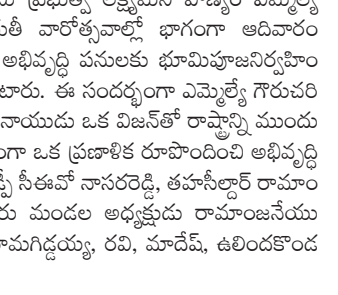 ప్రభుత్వ లక్ష్యమని పాణ్యం ఎమ్మెల్యే
వారోత్సవాల్లో భాగంగా ఆదివారం
అభివృద్ధి పనులకు భూమిపూజనిర్వహిం
టారు. ఈ సందర్భంగా ఎమ్మెల్యే గౌరుచరి
నాయుడు ఒక విజన్‌తో రాష్ట్రాన్ని ముందు
గా ఒక ప్రణాళిక రూపొందించి అభివృద్ధి
సీఈవో నాసరరెడ్డి, తహసీల్దార్ రామాం
రు మండల అధ్యక్షుడు రామాంజనేయు
మగిడ్డయ్య, రవి, మాదేష్, ఉలిందకొండ